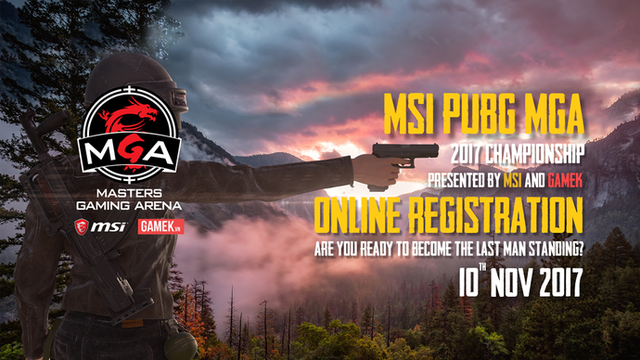 MGA
MASTERS
GAMING ARENA
msi
GAMEK.VN
MSI PUBG MGA
2017 CHAMPIONSHIP
PRESENTED BY MSI AND GAMEK
ONLINE REGISTRATION
ARE YOU READY TO BECOME THE LAST MAN STANDING?
10TH NOV 2017